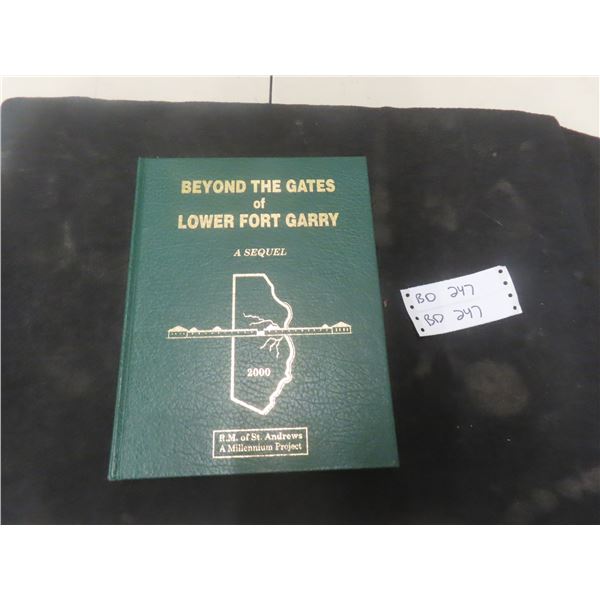 BEYOND THE GATES
of
LOWER FORT GARRY
A SEQUEL
2000
R.M. of St. Andrews
A Millennium Project
BD 247
BD 247